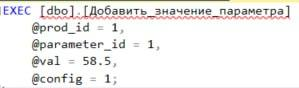 EXEC [dbo].[Добавить_значение_параметра]
@prod_id = 1,
@parameter_id = 1,
@val = 58.5,
@config = 1;